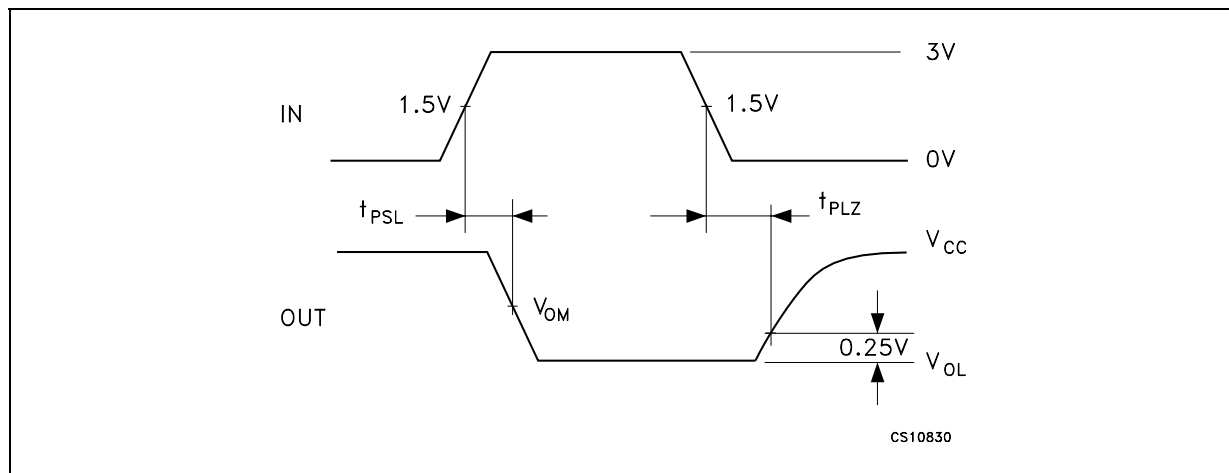 3V
1.5V
1.5V
IN
0V
tPSL
tPLZ
VCC
VOM
OUT
0.25V
VOL
CS10830